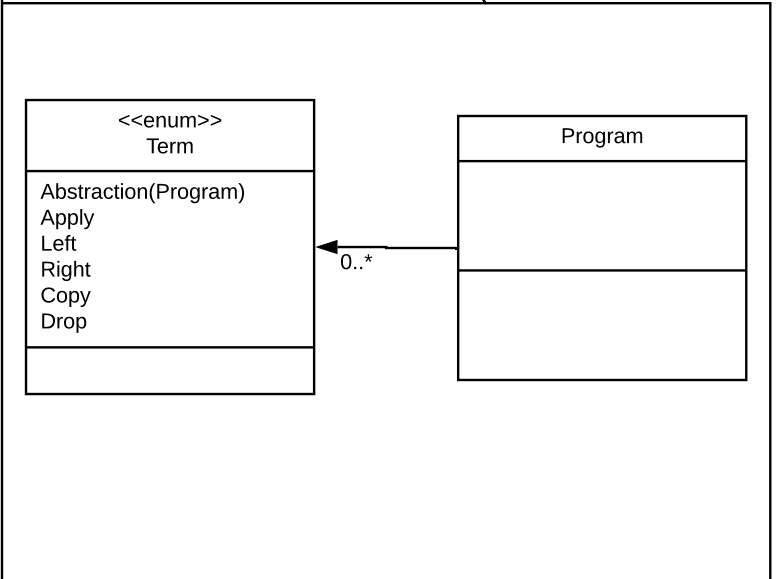 <<enum>>
Term
Abstraction(Program)
Apply
Left
Right
Copy
Drop
0..*
Program